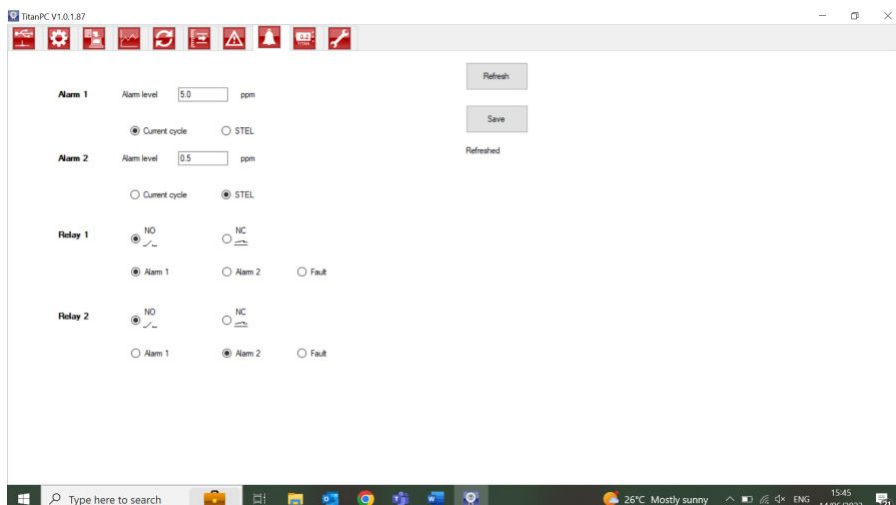 TitanPC V1.0.1.87
Refresh
Alarm 1 Alarm level 5.0 ppm
Save
Current cycle STEL
Refreshed
Alarm 2 Alarm level 0.5 ppm
Current cycle STEL
Relay 1 NO NC
Alarm 1 Alarm 2 Fault
Relay 2 NO NC
Alarm 1 Alarm 2 Fault
Type here to search 26°C Mostly sunny ENG 15:45